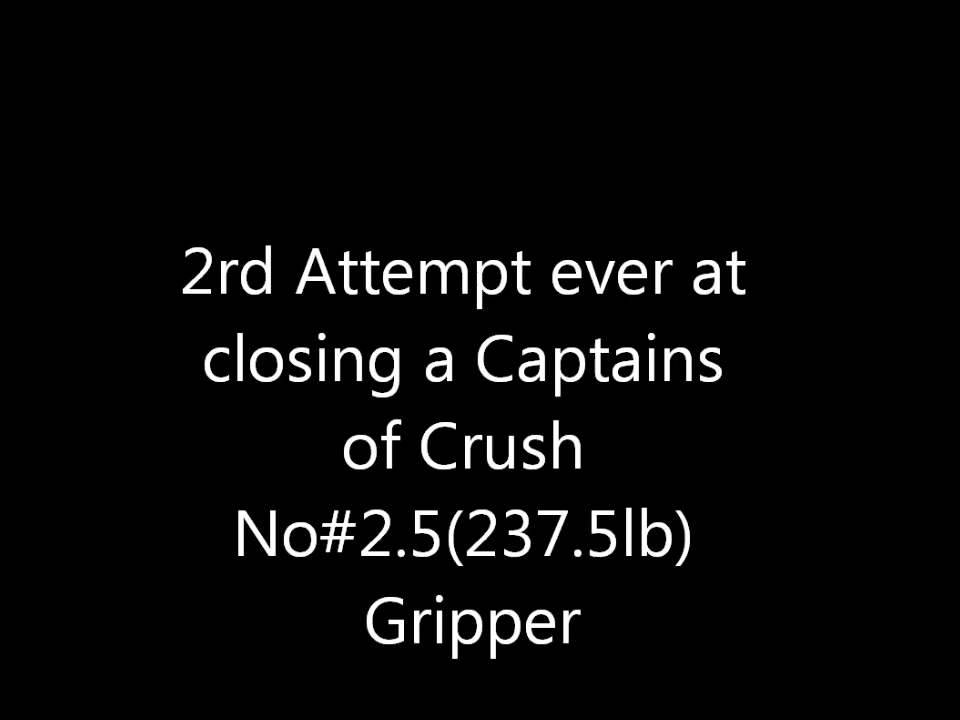 2rd Attempt ever at
closing a Captains
of Crush
No#2.5(237.5lb)
Gripper